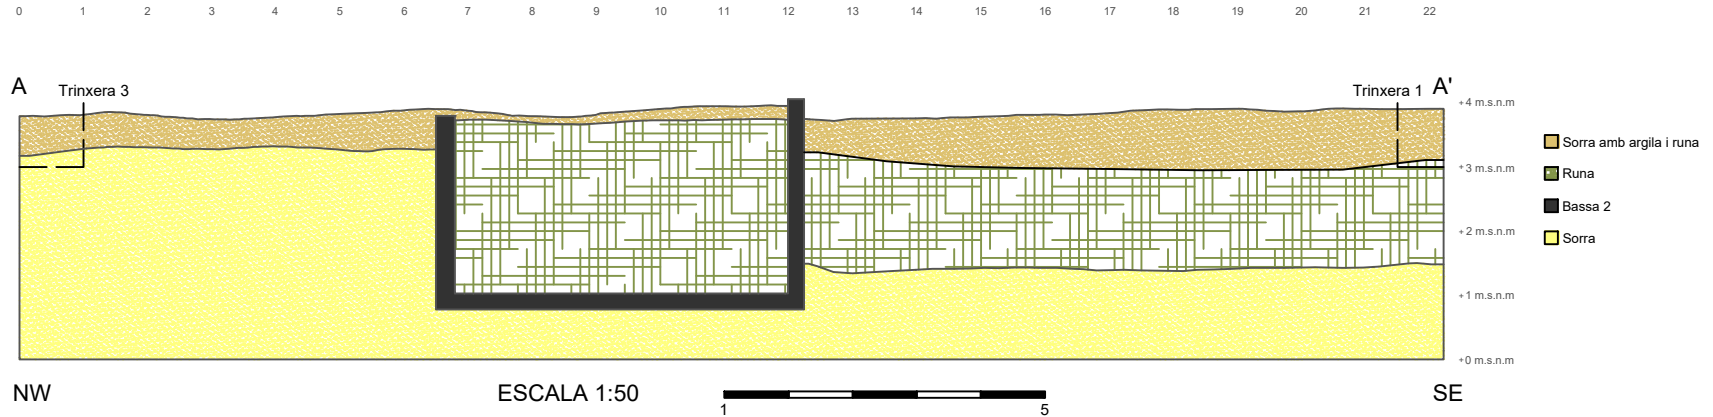 0 1 2 3 4 5 6 7 8 9 10 11 12 13 14 15 16 17 18 19 20 21 22
A
Trinxera 3
Trinxera 1
A'
+4 m.s.n.m
+3 m.s.n.m
+2 m.s.n.m
+1 m.s.n.m
+0 m.s.n.m
Sorra amb argila i runa
Runa
Bassa 2
Sorra
NW
ESCALA 1:50
1 5
SE